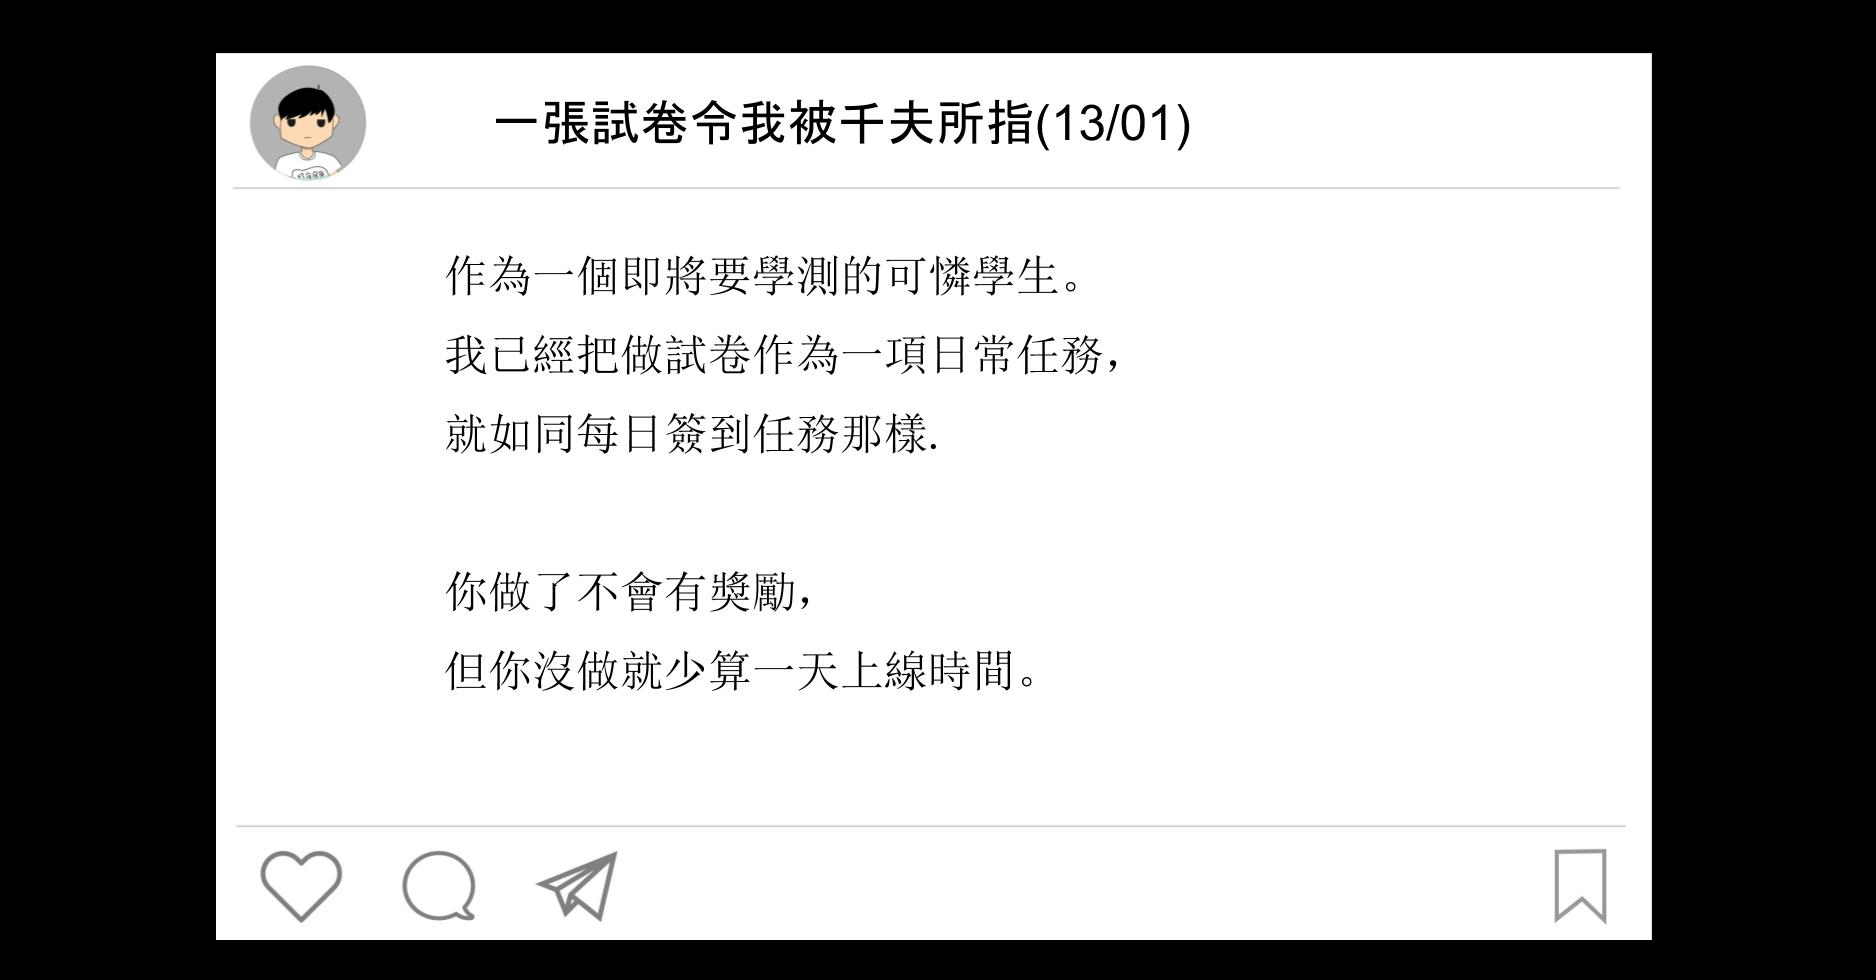 一張試卷令我被千夫所指(13/01)
作為一個即將要學測的可憐學生。
我已經把做試卷作為一項日常任務，
就如同每日簽到任務那樣.
你做了不會有獎勵，
但你沒做就少算一天上線時間。